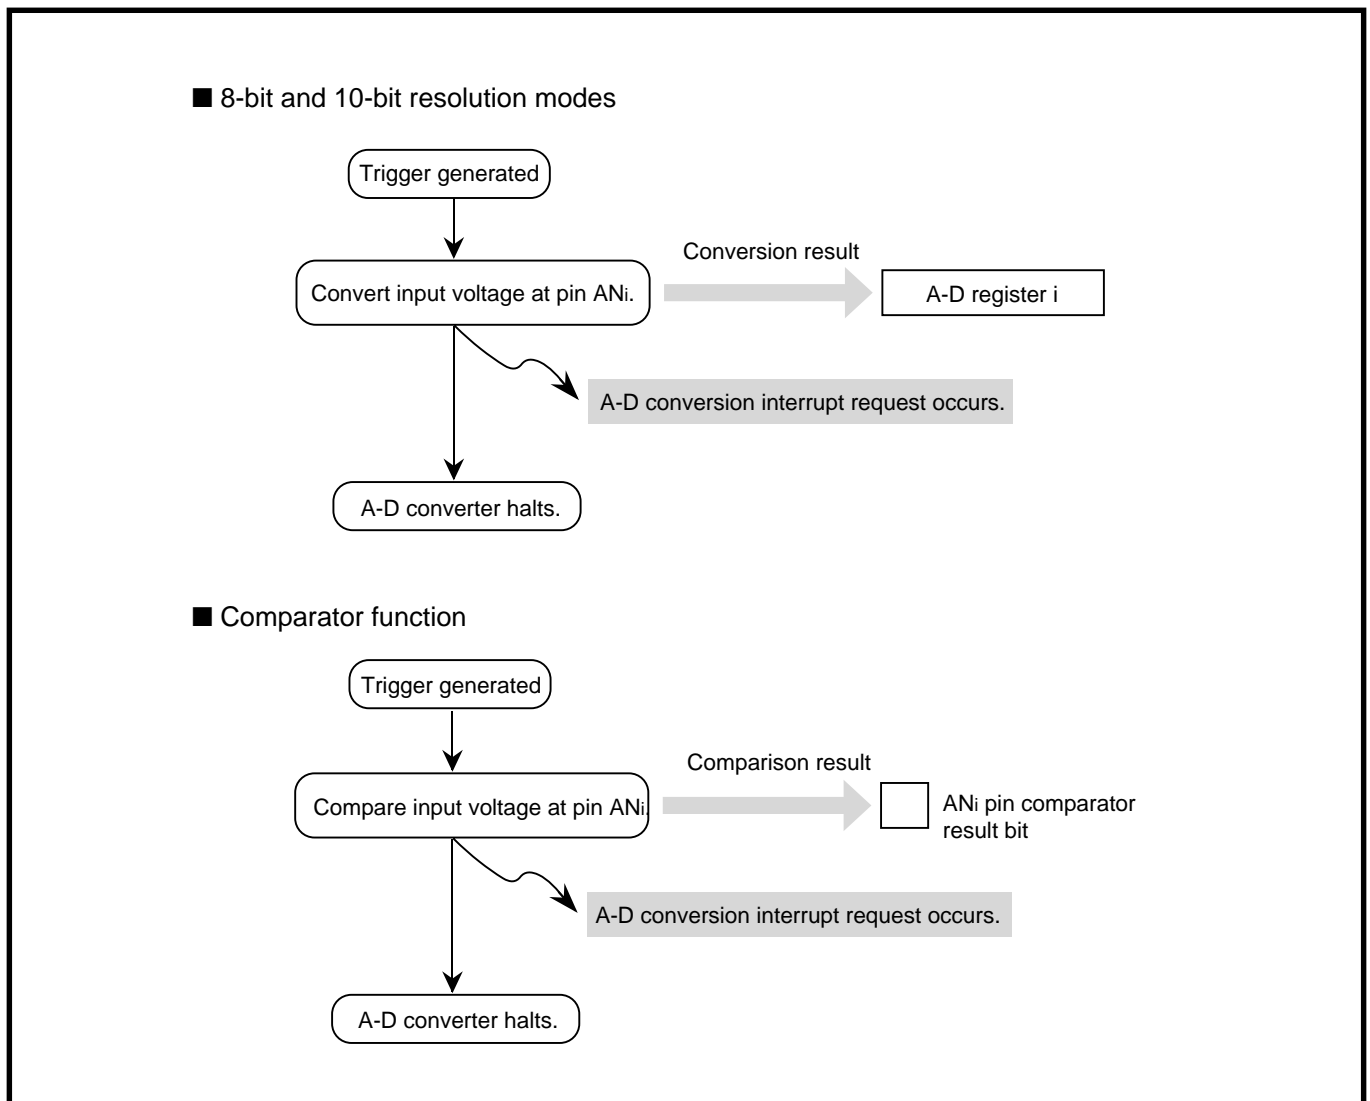 ■ 8-bit and 10-bit resolution modes
Trigger generated
Conversion result
Convert input voltage at pin ANi.
A-D register i
A-D conversion interrupt request occurs.
A-D converter halts.
■ Comparator function
Trigger generated
Comparison result
Compare input voltage at pin ANi.
ANi pin comparator
result bit
A-D conversion interrupt request occurs.
A-D converter halts.